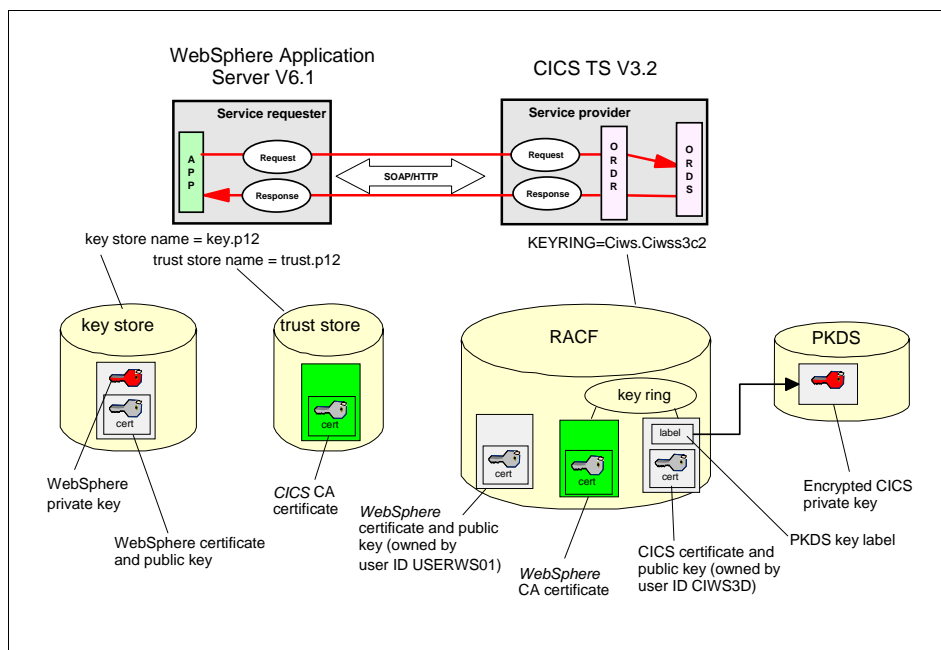 WebSphere Application
Server V6.1
CICS TS V3.2
Service requester
Service provider
A
P
P
Request
Response
SOAP/HTTP
Request
Response
O
R
D
R
O
R
D
S
key store name = key.p12
trust store name = trust.p12
KEYRING=Ciws.Ciwss3c2
key store
trust store
RACF
PKDS
key ring
cert
cert
cert
cert
label
cert
WebSphere
private key
WebSphere certificate
and public key
CICS CA
certificate
WebSphere
certificate and public
key (owned by
user ID USERWS01)
WebSphere
CA certificate
CICS certificate and
public key (owned by
user ID CIWS3D)
PKDS key label
Encrypted CICS
private key